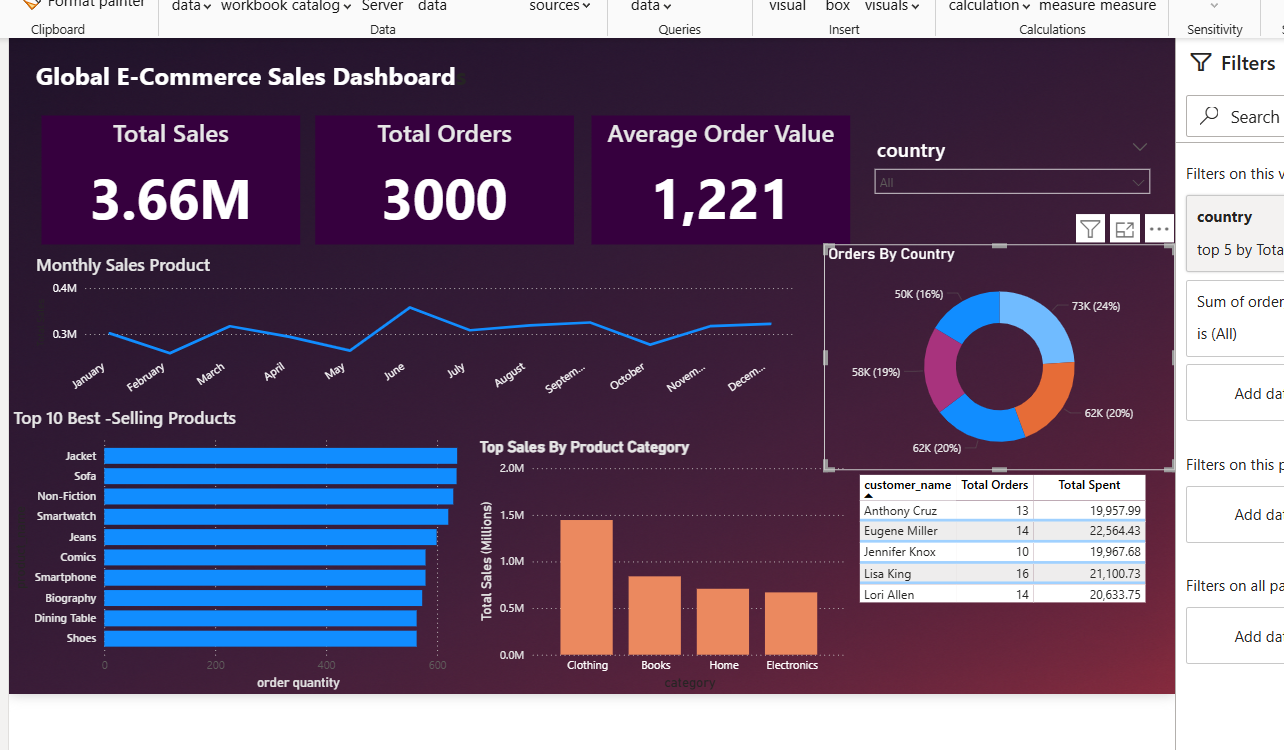 Format painter
data
workbook catalog
Server
data
sources
data
visual
box
visuals
calculation
measure
measure
Clipboard
Data
Queries
Insert
Calculations
Sensitivity
Global E-Commerce Sales Dashboards
Total Sales
3.66M
Total Orders
3000
Average Order Value
1,221
country
All
Monthly Sales Product
0.4M
0.3M
January
February
March
April
May
June
July
August
Septem...
October
Novem...
Decem...
Orders By Country
50K (16%)
73K (24%)
58K (19%)
62K (20%)
62K (20%)
Top 10 Best -Selling Products
Jacket
Sofa
Non-Fiction
Smartwatch
Jeans
Comics
Smartphone
Biography
Dining Table
Shoes
0 200 400 600
order quantity
Top Sales By Product Category
Total Sales (Millions)
2.0M
1.5M
1.0M
0.5M
0.0M
Clothing Books Home Electronics
category
customer_name Total Orders Total Spent
Anthony Cruz 13 19,957.99
Eugene Miller 14 22,564.43
Jennifer Knox 10 19,967.68
Lisa King 16 21,100.73
Lori Allen 14 20,633.75
Filters
Search
Filters on this v
country
top 5 by Tota
Sum of order
is (All)
Add da
Filters on this p
Add da
Filters on all pa
Add da